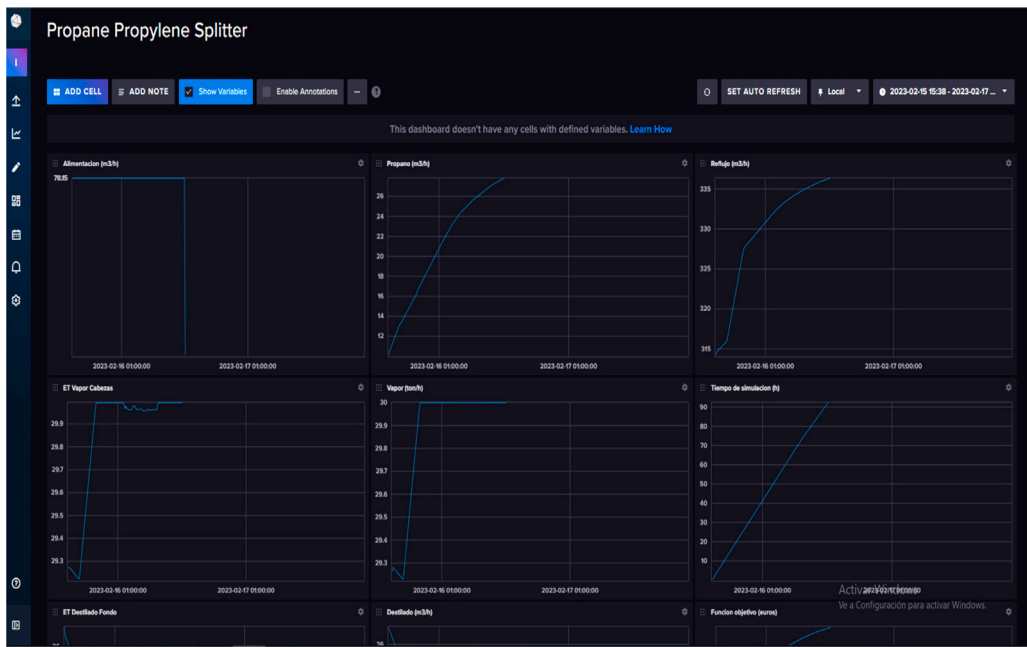 Propane Propylene Splitter
I
ADD CELL ADD NOTE Show Variables Enable Annotations ... SET AUTO REFRESH Local 2023-02-15 15:38 - 2023-02-17 ...
This dashboard doesn't have any cells with defined variables. Learn How
Alimentacion (m3/h)
78.15
2023-02-16 01:00:00 2023-02-17 01:00:00
Propano (m3/h)
26
24
22
20
18
16
14
12
2023-02-16 01:00:00 2023-02-17 01:00:00
Reflujo (m3/h)
335
330
325
320
315
2023-02-16 01:00:00 2023-02-17 01:00:00
ET Vapor Cabezas
29.9
29.8
29.7
29.6
29.5
29.4
29.3
2023-02-16 01:00:00 2023-02-17 01:00:00
Vapor (ton/h)
30
29.9
29.8
29.7
29.6
29.5
29.4
29.3
2023-02-16 01:00:00 2023-02-17 01:00:00
Tiempo de simulacion (h)
90
80
70
60
50
40
30
20
10
2023-02-16 01:00:00
Activar Windows
Ve a Configuración para activar Windows.
ET Destilado Fondo
Destilado (m3/h)
26
Funcion objetivo (euros)